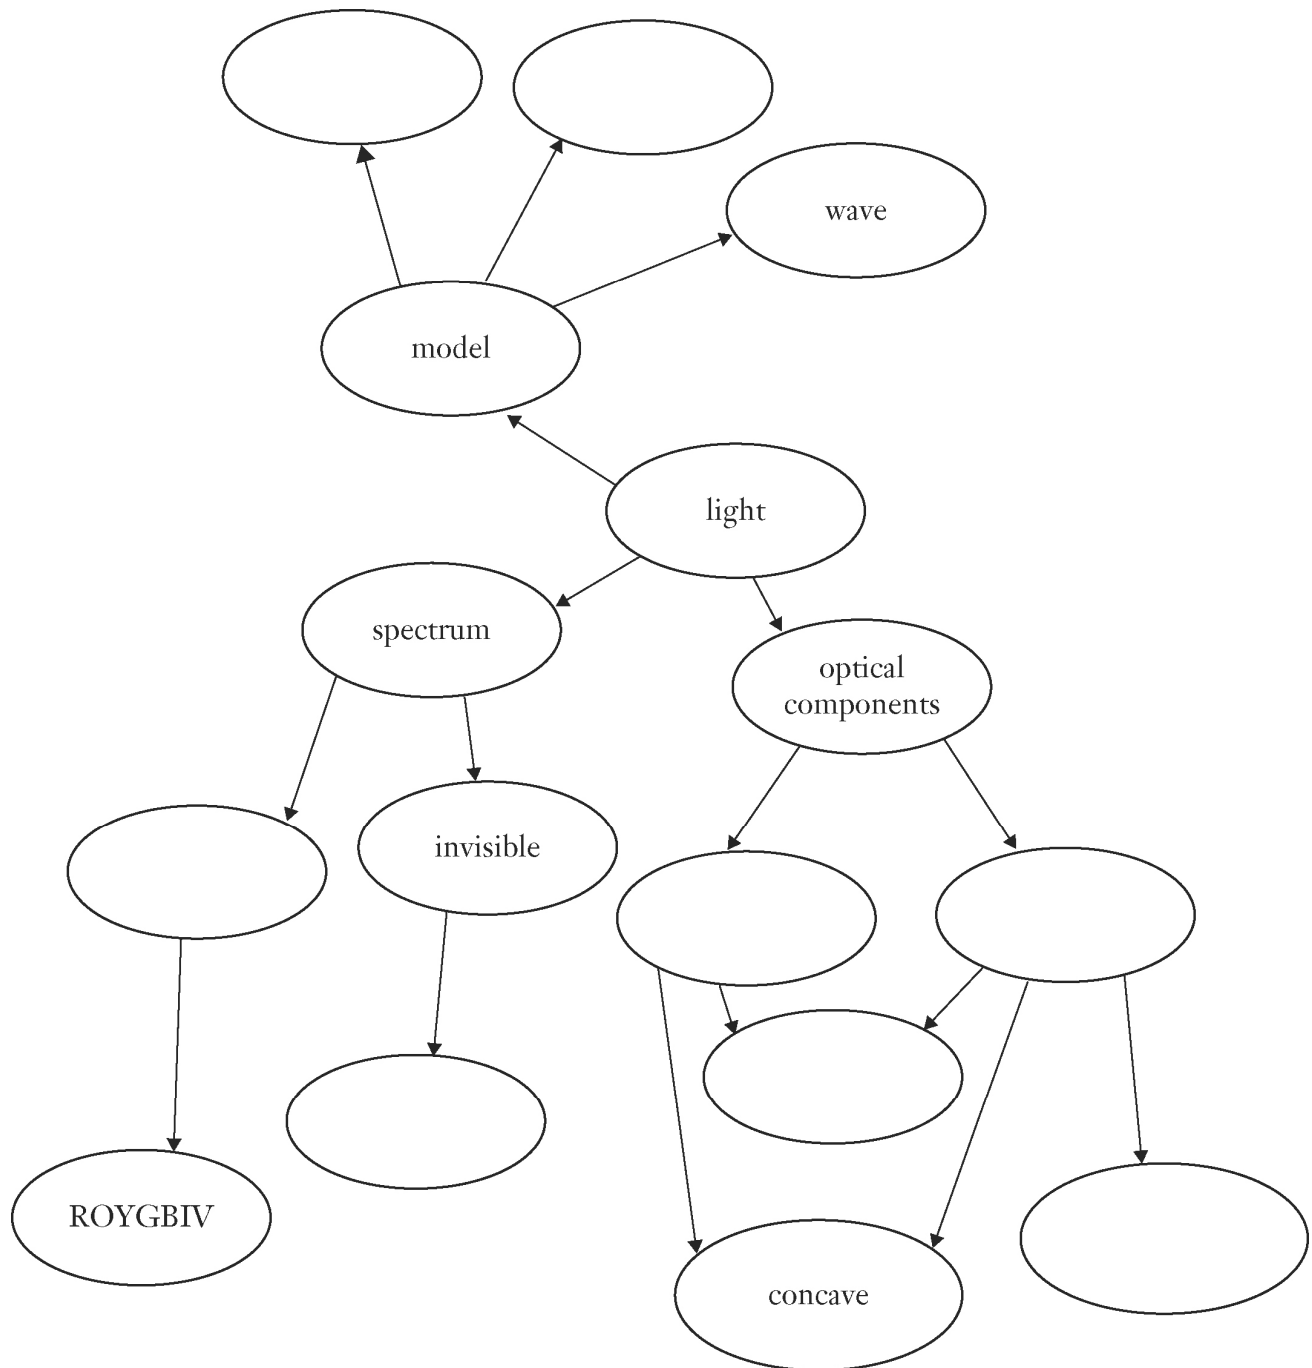 wave
model
light
spectrum
optical
components
invisible
ROYGBIV
concave